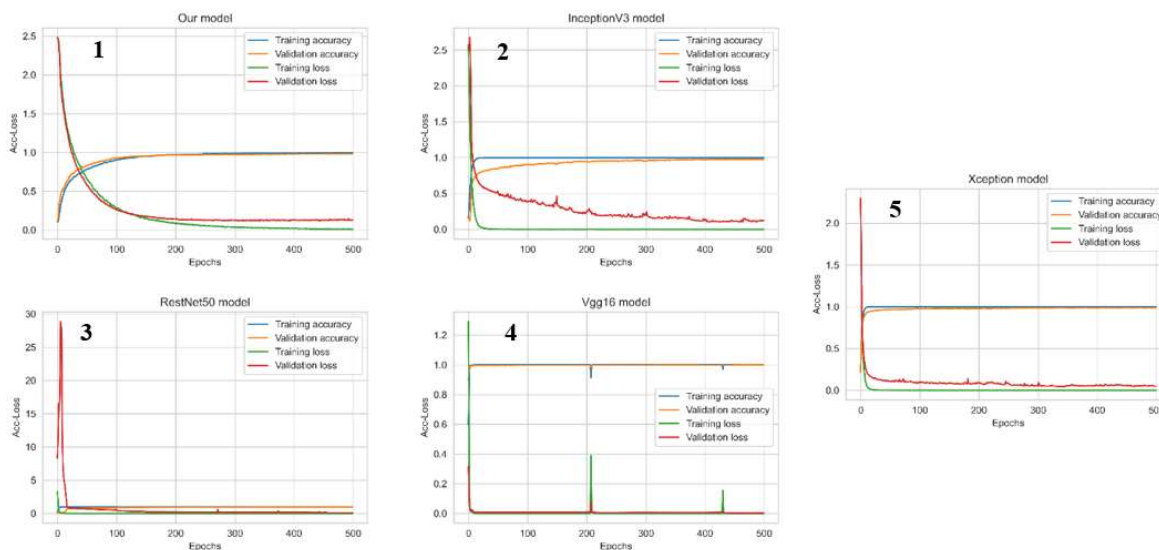 Our model
1
Training accuracy
Validation accuracy
Training loss
Validation loss
2.5
2.0
1.5
1.0
0.5
0.0
Acc-Loss
0 100 200 300 400 500
Epochs
InceptionV3 model
2
Training accuracy
Validation accuracy
Training loss
Validation loss
2.5
2.0
1.5
1.0
0.5
0.0
Acc-Loss
0 100 200 300 400 500
Epochs
RestNet50 model
3
Training accuracy
Validation accuracy
Training loss
Validation loss
30
25
20
15
10
5
0
Acc-Loss
0 100 200 300 400 500
Epochs
Vgg16 model
4
Training accuracy
Validation accuracy
Training loss
Validation loss
1.2
1.0
0.8
0.6
0.4
0.2
0.0
Acc-Loss
0 100 200 300 400 500
Epochs
Xception model
5
Training accuracy
Validation accuracy
Training loss
Validation loss
2.0
1.5
1.0
0.5
0.0
Acc-Loss
0 100 200 300 400 500
Epochs